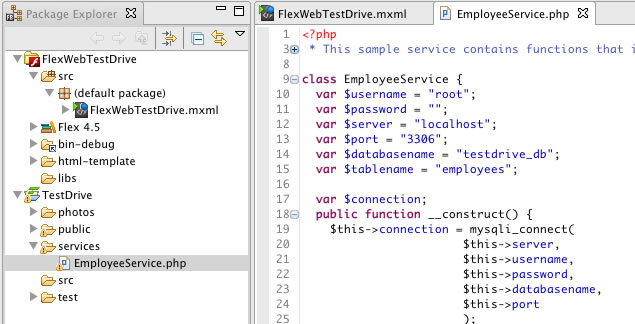 Package Explorer
FlexWebTestDrive
src
(default package)
FlexWebTestDrive.mxml
Flex 4.5
bin-debug
html-template
libs
TestDrive
photos
public
services
EmployeeService.php
src
test
FlexWebTestDrive.mxml
EmployeeService.php
1 <?php
3 * This sample service contains functions that i
8
9 class EmployeeService {
10 var $username = "root";
11 var $password = "";
12 var $server = "localhost";
13 var $port = "3306";
14 var $databasename = "testdrive_db";
15 var $tablename = "employees";
16
17 var $connection;
18 public function __construct() {
19 $this->connection = mysqli_connect(
20 $this->server,
21 $this->username,
22 $this->password,
23 $this->databasename,
24 $this->port
25 );